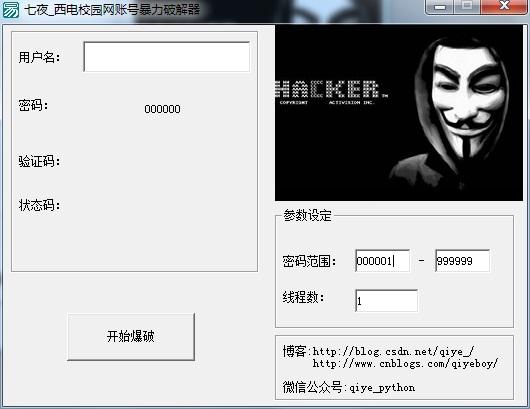 七夜_西电校园网账号暴力破解器
用户名:
密码: 000000
验证码:
状态码:
开始爆破
HACKER TM
COPYRIGHT ACTIVISION INC.
参数设定
密码范围: 000001 - 999999
线程数: 1
博客:http://blog.csdn.net/qiye_/
http://www.cnblogs.com/qiyeboy/
微信公众号:qiye_python